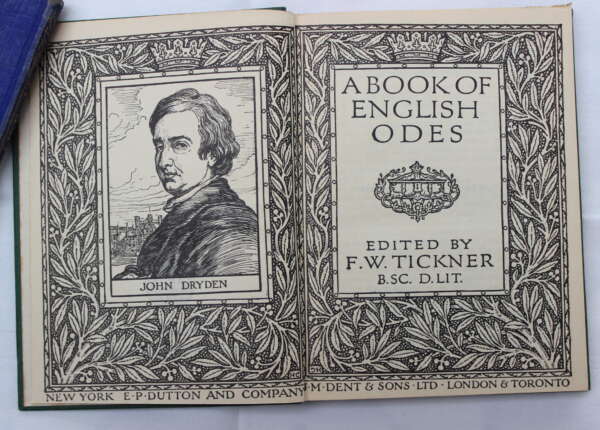 JOHN DRYDEN
NEW YORK E·P·DUTTON AND COMPANY
A BOOK OF
ENGLISH
ODES
EDITED BY
F. W. TICKNER
B.SC. D.LIT.
·M·DENT & SONS·LTD·LONDON & TORONTO